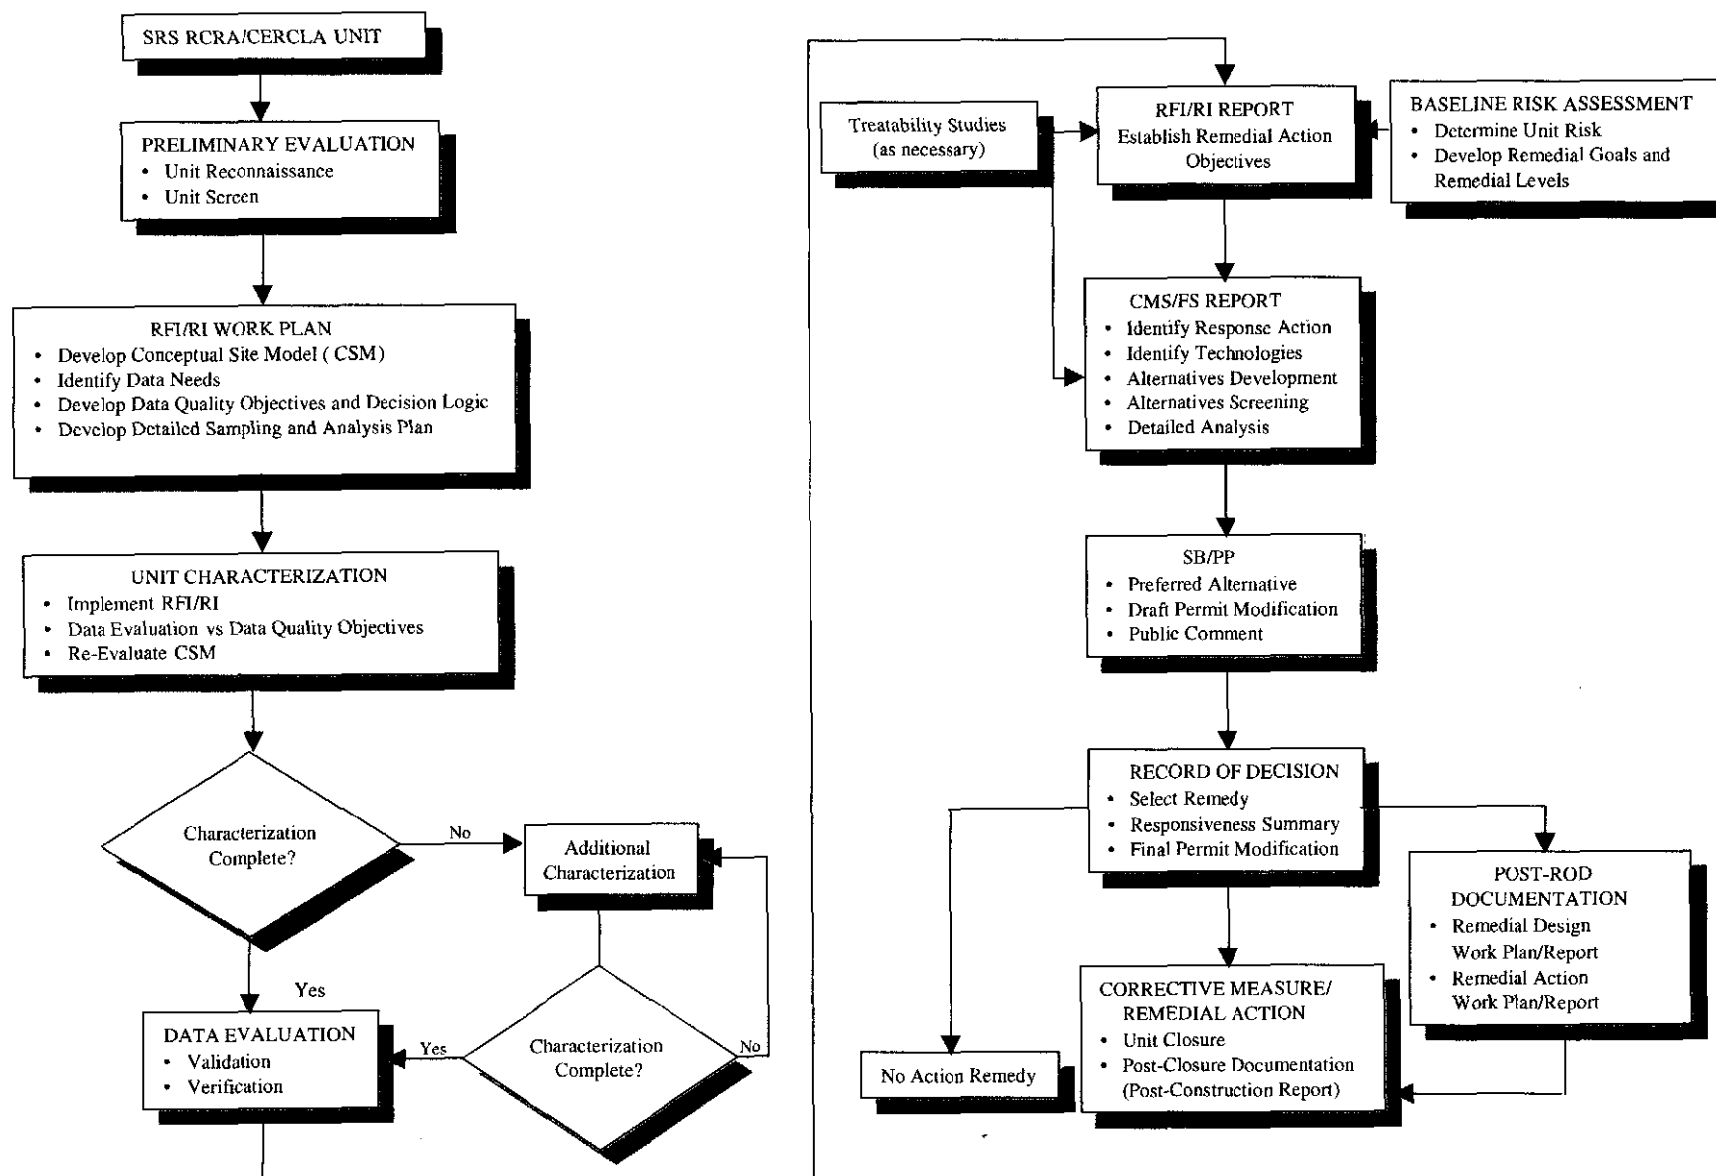 SRS RCRA/CERCLA UNIT
PRELIMINARY EVALUATION
• Unit Reconnaissance
• Unit Screen
RFI/RI WORK PLAN
• Develop Conceptual Site Model ( CSM )
• Identify Data Needs
• Develop Data Quality Objectives and Decision Logic
• Develop Detailed Sampling and Analysis Plan
UNIT CHARACTERIZATION
• Implement RFI/RI
• Data Evaluation vs Data Quality Objectives
• Re-Evaluate CSM
Characterization
Complete?
No
Additional
Characterization
Yes
DATA EVALUATION
• Validation
• Verification
Yes
Characterization
Complete?
No
Treatability Studies
(as necessary)
RFI/RI REPORT
Establish Remedial Action
Objectives
BASELINE RISK ASSESSMENT
• Determine Unit Risk
• Develop Remedial Goals and
Remedial Levels
CMS/FS REPORT
• Identify Response Action
• Identify Technologies
• Alternatives Development
• Alternatives Screening
• Detailed Analysis
SB/PP
• Preferred Alternative
• Draft Permit Modification
• Public Comment
RECORD OF DECISION
• Select Remedy
• Responsiveness Summary
• Final Permit Modification
POST-ROD
DOCUMENTATION
• Remedial Design
Work Plan/Report
• Remedial Action
Work Plan/Report
No Action Remedy
CORRECTIVE MEASURE/
REMEDIAL ACTION
• Unit Closure
• Post-Closure Documentation
(Post-Construction Report)